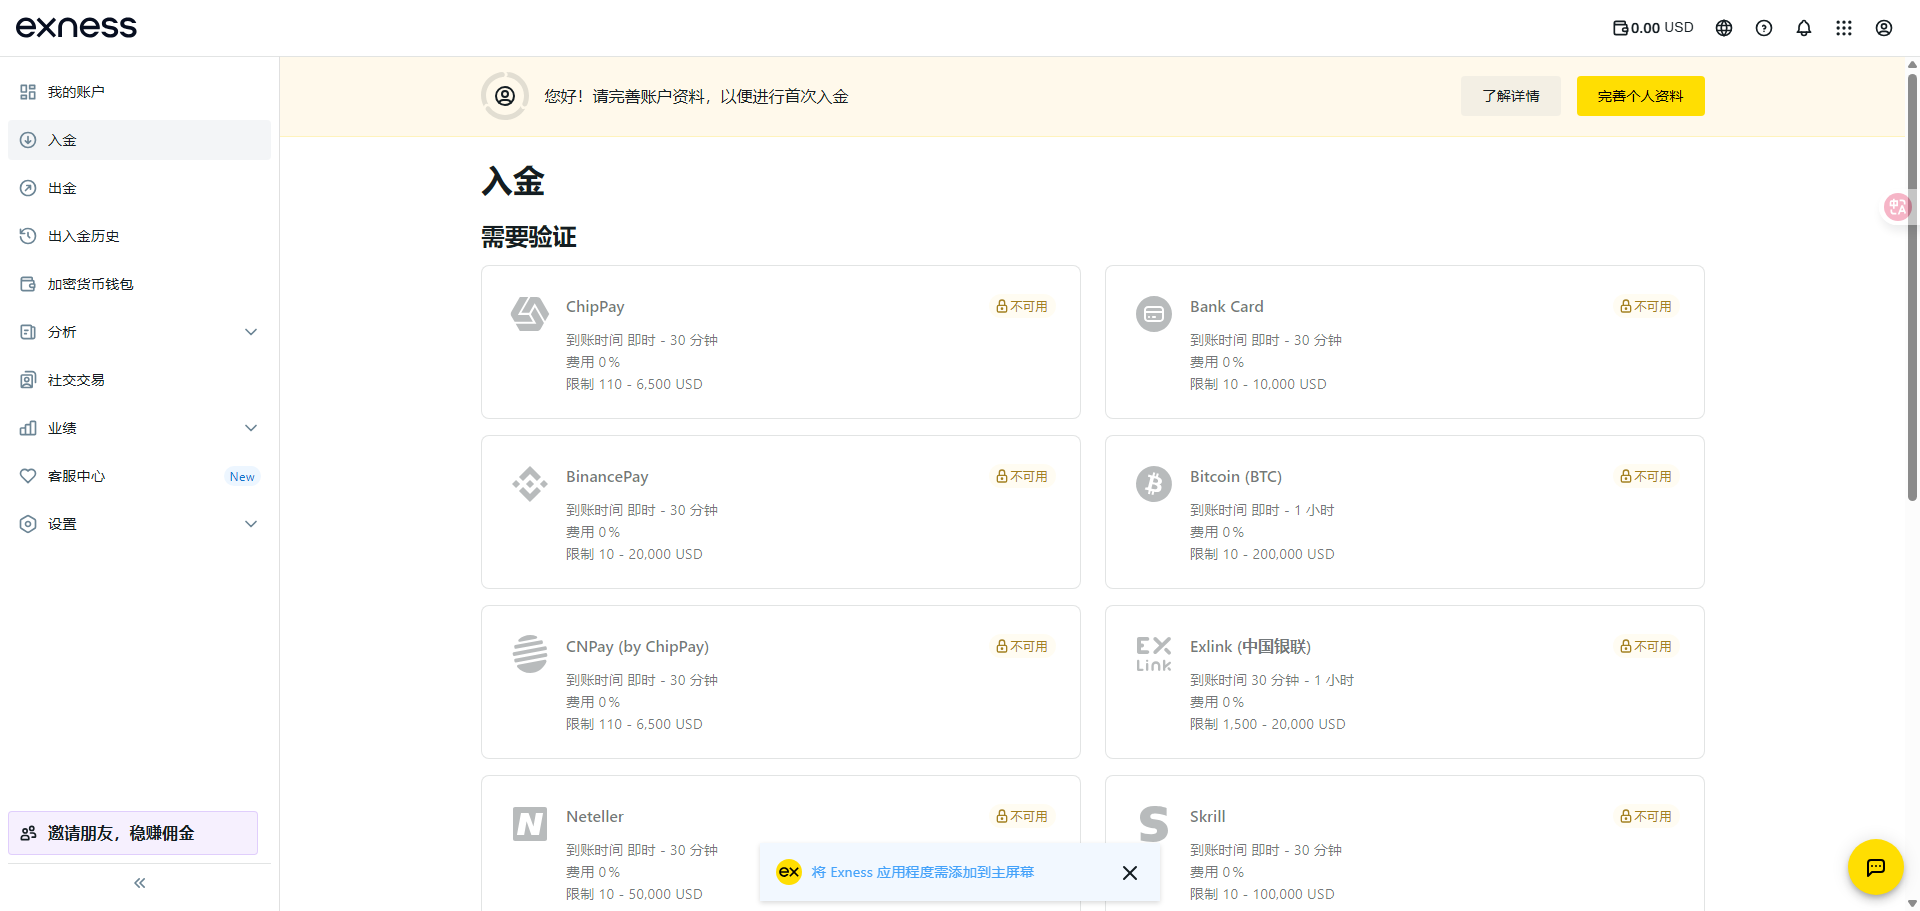 exness
0.00 USD
我的账户
入金
出金
出入金历史
加密货币钱包
分析
社交交易
业绩
客服中心
New
设置
邀请朋友，稳赚佣金
您好！请完善账户资料，以便进行首次入金
了解详情
完善个人资料
入金
需要验证
ChipPay
不可用
到账时间 即时 - 30 分钟
费用 0%
限制 110 - 6,500 USD
Bank Card
不可用
到账时间 即时 - 30 分钟
费用 0%
限制 10 - 10,000 USD
BinancePay
不可用
到账时间 即时 - 30 分钟
费用 0%
限制 10 - 20,000 USD
Bitcoin (BTC)
不可用
到账时间 即时 - 1 小时
费用 0%
限制 10 - 200,000 USD
CNPay (by ChipPay)
不可用
到账时间 即时 - 30 分钟
费用 0%
限制 110 - 6,500 USD
EX
Link
Exlink (中国银联)
不可用
到账时间 30 分钟 - 1 小时
费用 0%
限制 1,500 - 20,000 USD
N
Neteller
不可用
到账时间 即时 - 30 分钟
费用 0%
限制 10 - 50,000 USD
S
Skrill
不可用
到账时间 即时 - 30 分钟
费用 0%
限制 10 - 100,000 USD
ex
将 Exness 应用程度需添加到主屏幕
中A